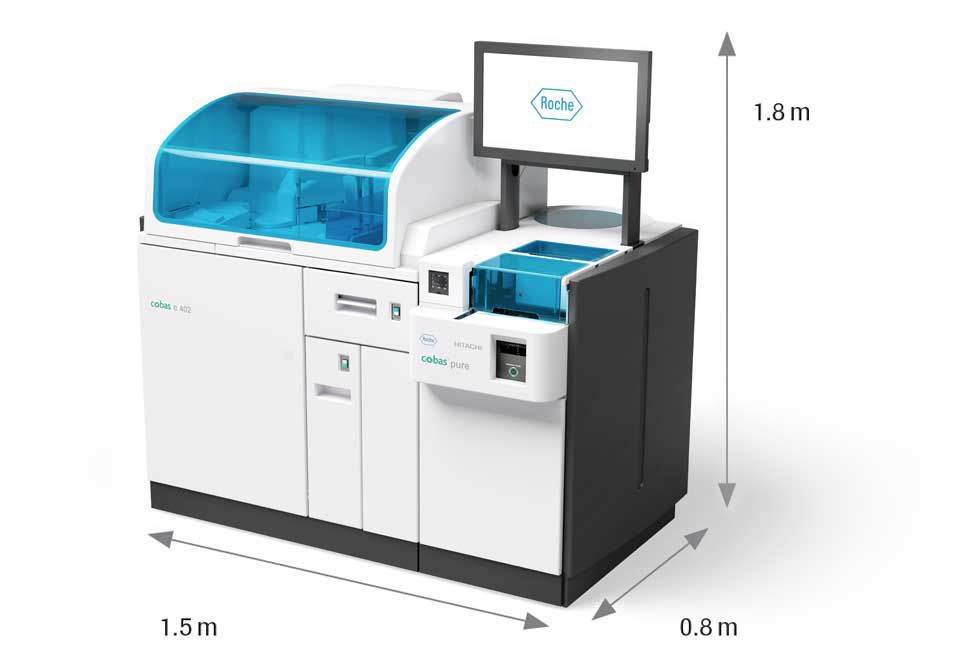 Roche
1.8 m
cobas e 402
Roche
HITACHI
cobas® pure
1.5 m
0.8 m